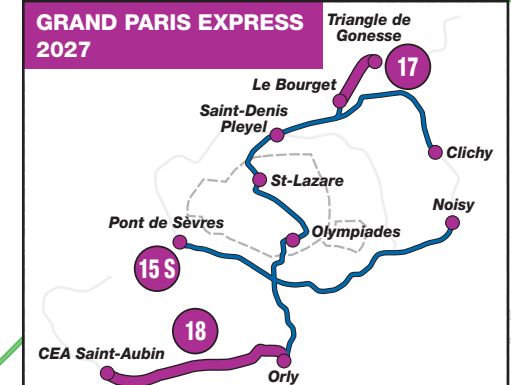 GRAND PARIS EXPRESS
2027
Triangle de
Gonesse
17
Le Bourget
Saint-Denis
Pleyel
Clichy
St-Lazare
Noisy
Pont de Sèvres
Olympiades
15 S
18
CEA Saint-Aubin
Orly